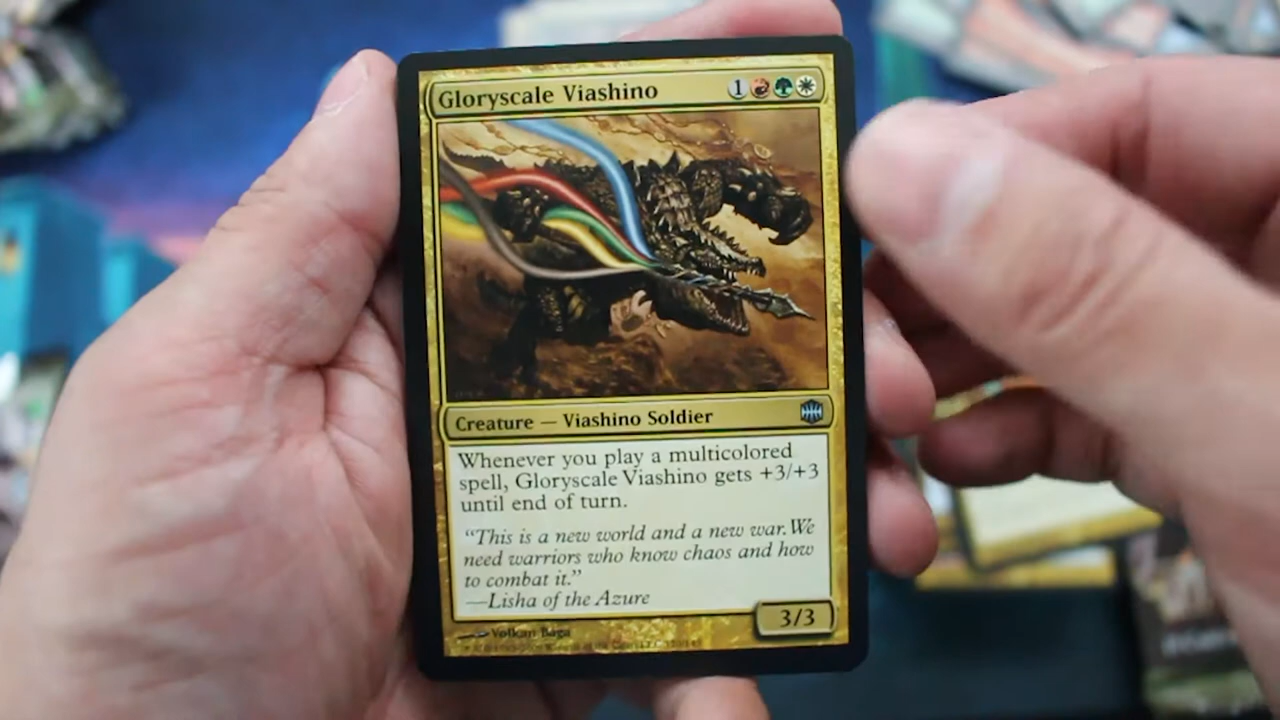 Gloryscale Viashino 1
Creature — Viashino Soldier
Whenever you play a multicolored
spell, Gloryscale Viashino gets +3/+3
until end of turn.
“This is a new world and a new war. We
need warriors who know chaos and how
to combat it.”
—Lisha of the Azure
3/3
Volkan Baga